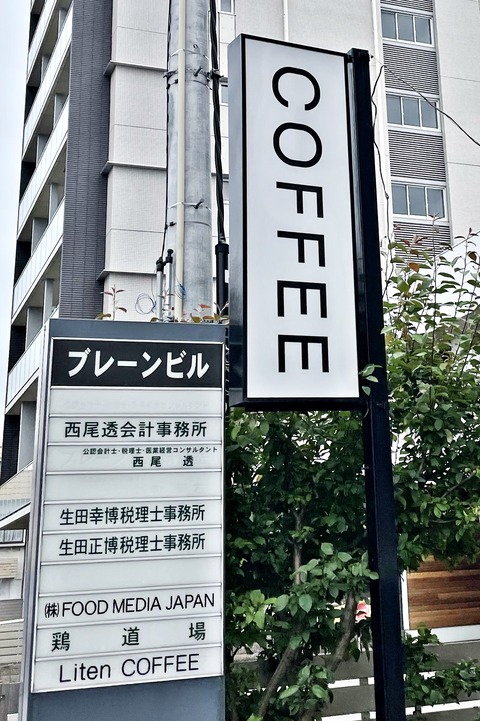 COFFEE
ブレーンビル
西尾透会計事務所
公認会計士・税理士・医業経営コンサルタント
西尾 透
生田幸博税理士事務所
生田正博税理士事務所
㈱FOOD MEDIA JAPAN
鶏 道 場
Liten COFFEE